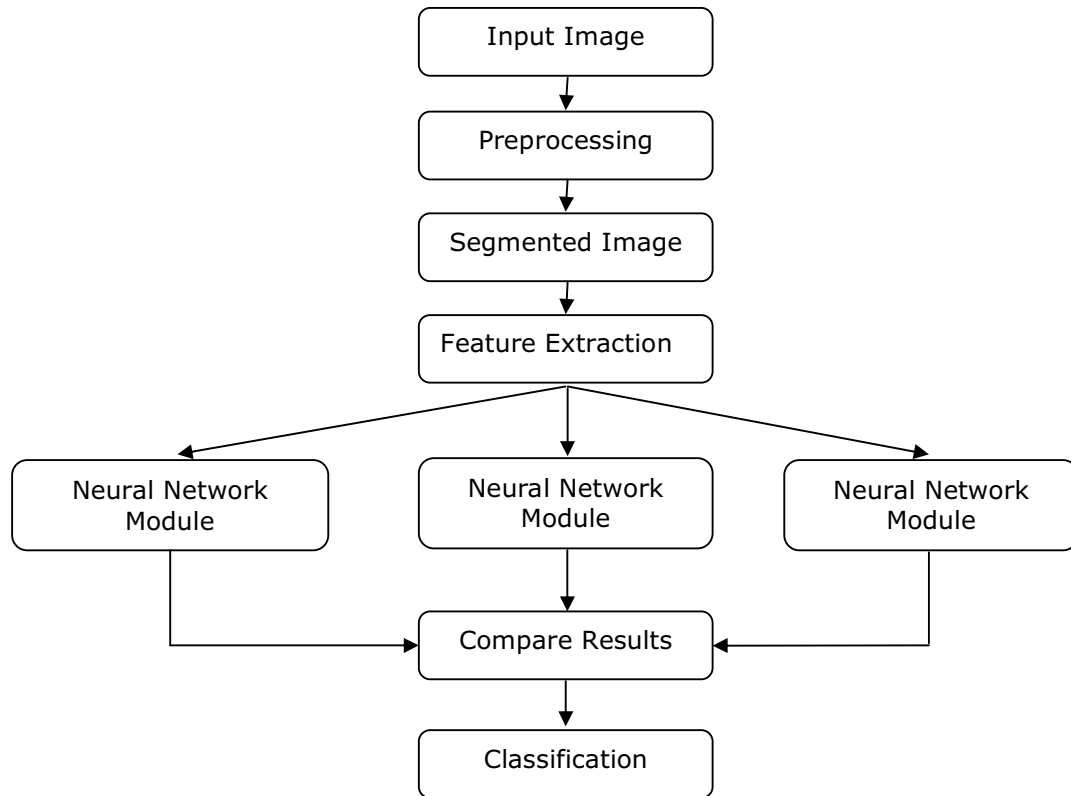 Input Image
Preprocessing
Segmented Image
Feature Extraction
Neural Network
Module
Neural Network
Module
Neural Network
Module
Compare Results
Classification